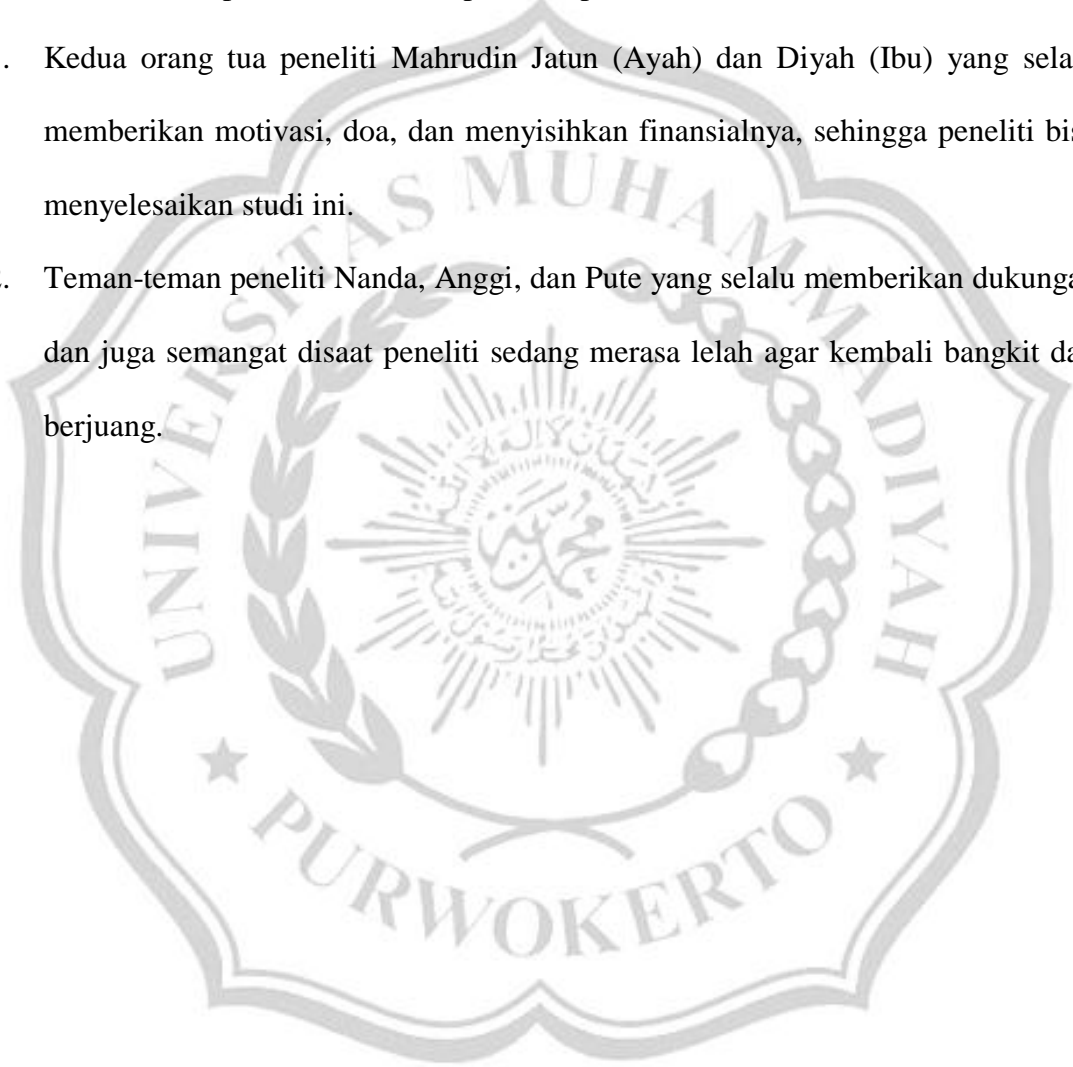 . Kedua orang tua peneliti Mahrudin Jatun (Ayah) dan Diyah (Ibu) yang sela
memberikan motivasi, doa, dan menyisihkan finansialnya, sehingga peneliti bis
menyelesaikan studi ini.
2. Teman-teman peneliti Nanda, Anggi, dan Pute yang selalu memberikan dukunga
dan juga semangat disaat peneliti sedang merasa lelah agar kembali bangkit da
berjuang.
UNIVERSITAS MUHAMMADIYAH
محمد
PURWOKERTO